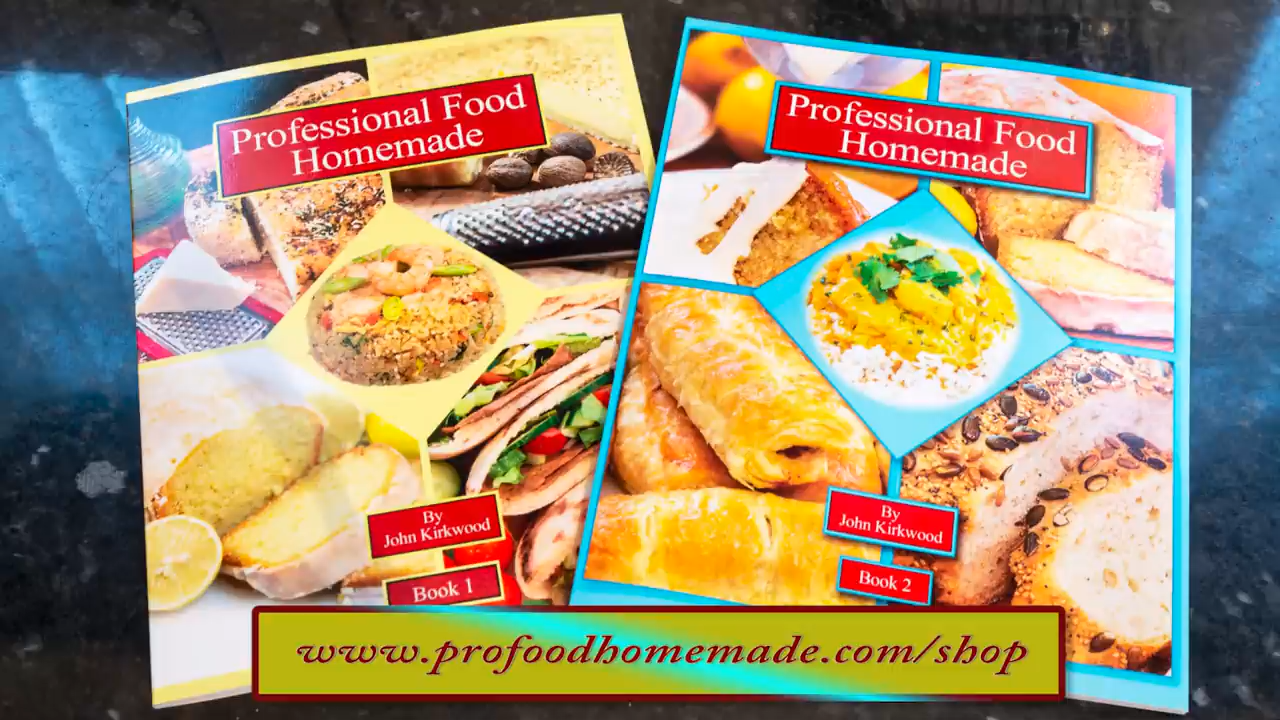 Professional Food
Homemade
By
John Kirkwood
Book 1
Professional Food
Homemade
By
John Kirkwood
Book 2
www.profoodhomemade.com/shop